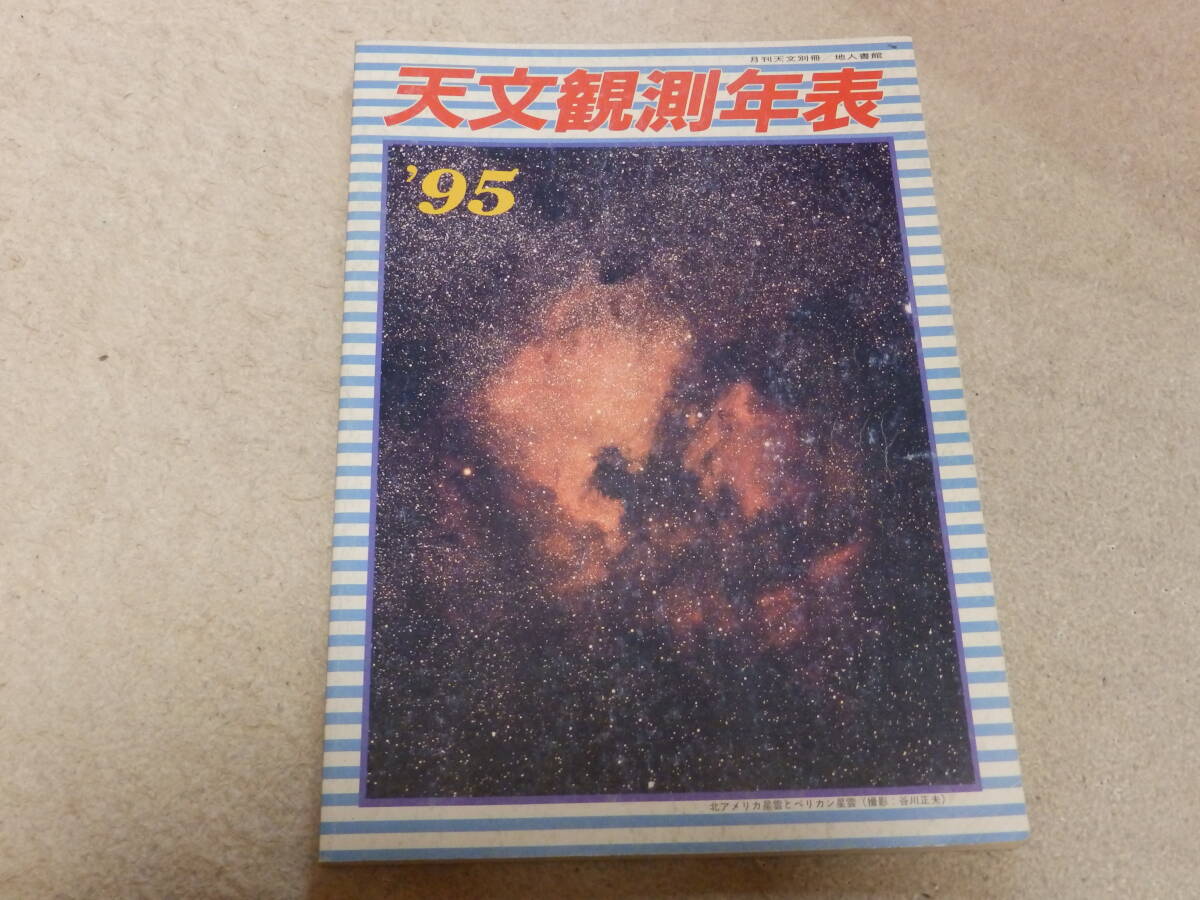 月刊天文別冊／地人書館
天文観測年表
'95
北アメリカ星雲とペリカン星雲（撮影：谷川正夫）